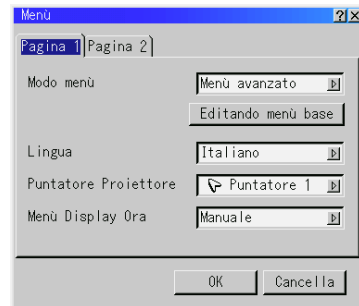 Menù
Pagina 1 Pagina 2
Modo menù Menù avanzato
Editando menù base
Lingua Italiano
Puntatore Proiettore Puntatore 1
Menù Display Ora Manuale
OK Cancella